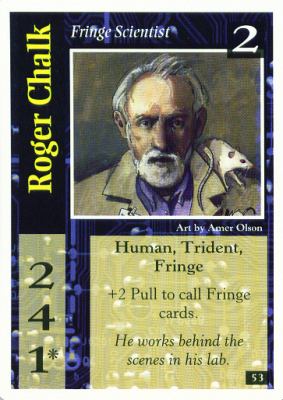 Roger Chalk
Fringe Scientist
2
Art by Amer Olson
2
4
1*
Human, Trident,
Fringe
+2 Pull to call Fringe
cards.
He works behind the
scenes in his lab.
53